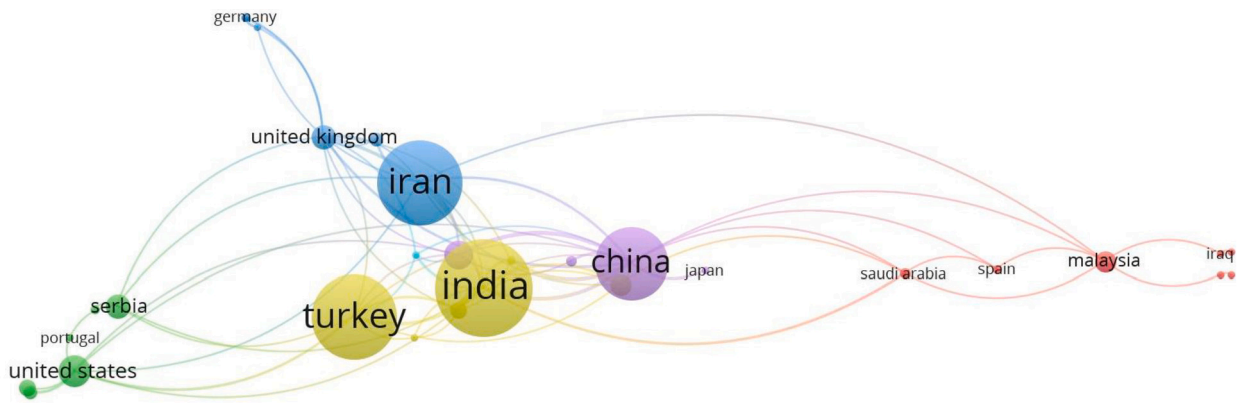 germany
united kingdom
iran
china
japan
india
saudi arabia
spain
malaysia
iraq
serbia
turkey
portugal
united states